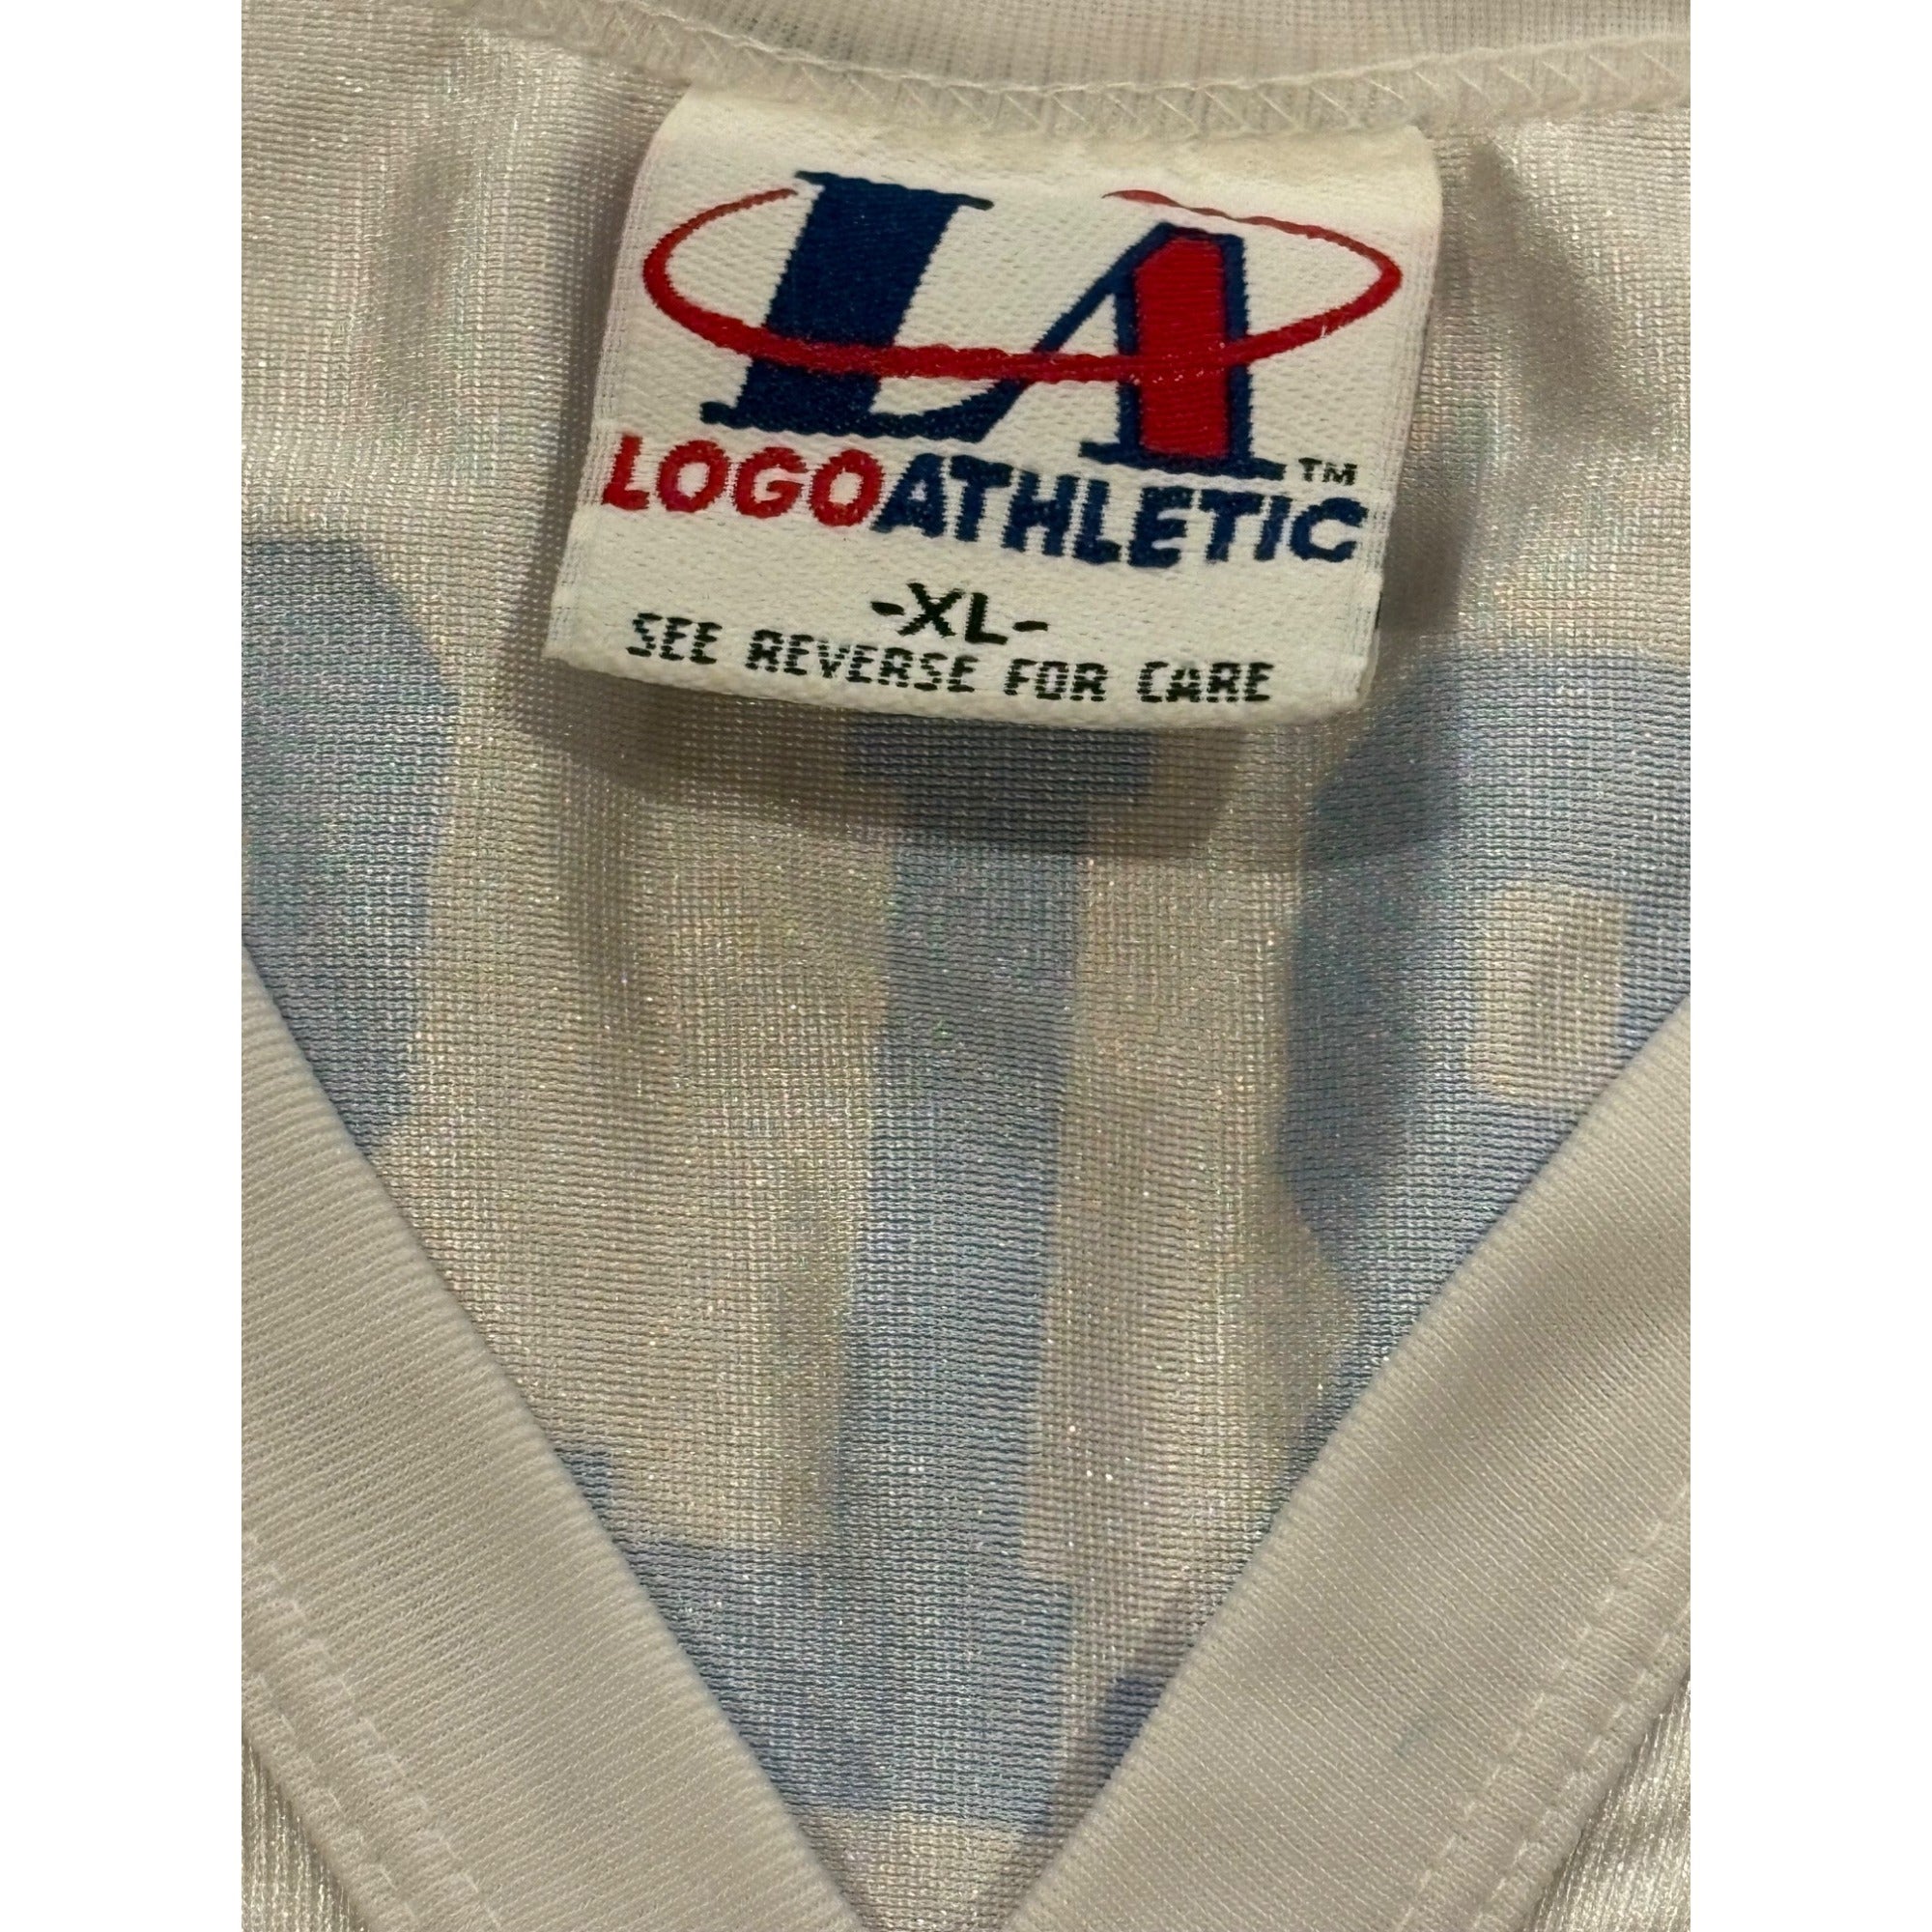 LA
LOGOATHLETIC™
-XL-
SEE REVERSE FOR CARE